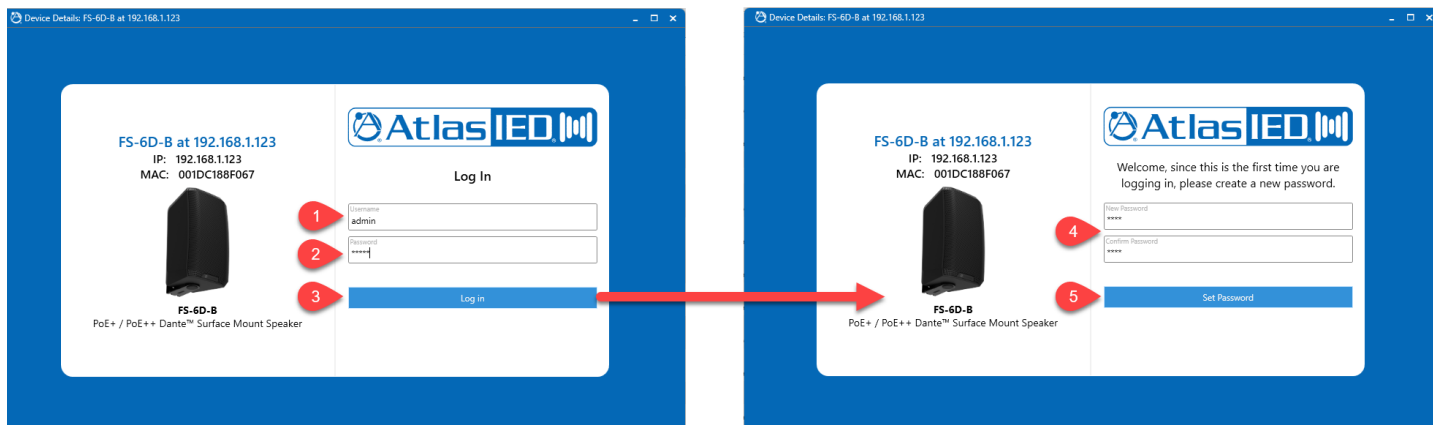 Device Details: FS-6D-B at 192.168.1.123
FS-6D-B at 192.168.1.123
IP: 192.168.1.123
MAC: 001DC188F067
FS-6D-B
PoE+ / PoE++ Dante™ Surface Mount Speaker
Atlas IED
Log In
1
Username
admin
2
Password
*****
3
Log in
Device Details: FS-6D-B at 192.168.1.123
FS-6D-B at 192.168.1.123
IP: 192.168.1.123
MAC: 001DC188F067
FS-6D-B
PoE+ / PoE++ Dante™ Surface Mount Speaker
Atlas IED
Welcome, since this is the first time you are
logging in, please create a new password.
New Password
****
4
Confirm Password
****
5
Set Password